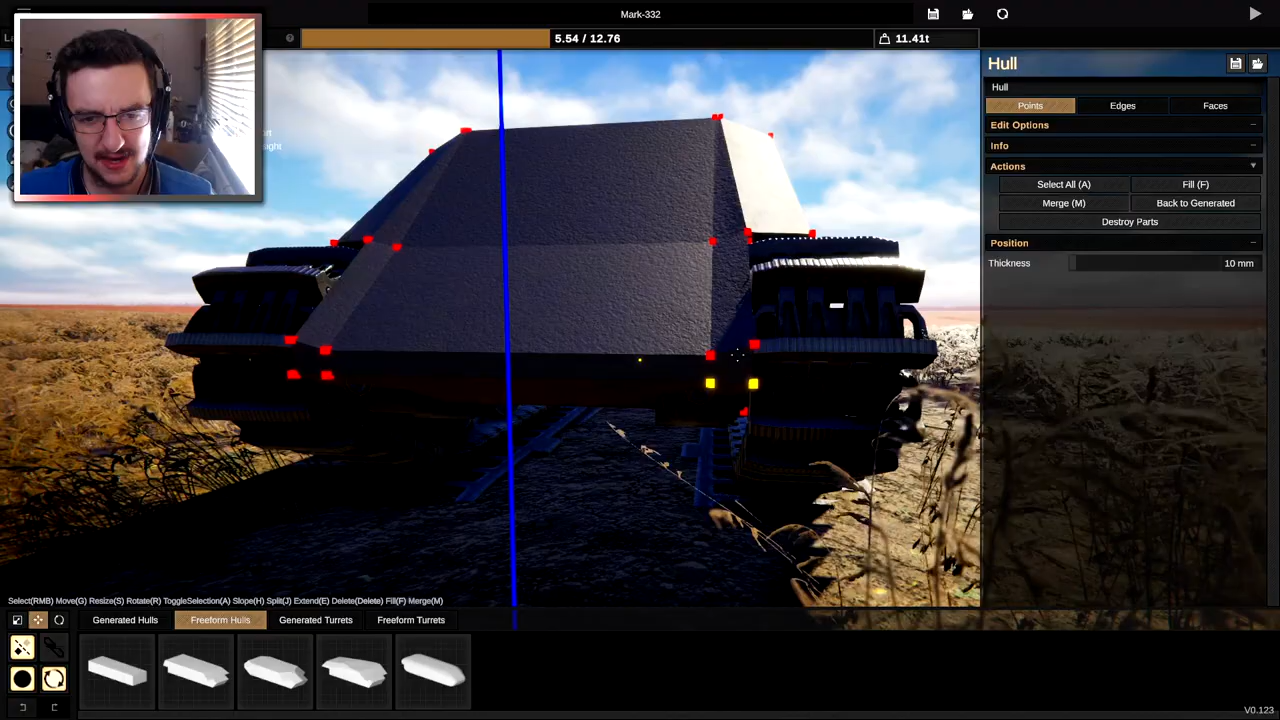 Mark-332
5.54 / 12.76
11.41t
Hull
Hull
Points
Edges
Faces
Edit Options
Info
Actions
Select All (A)
Fill (F)
Merge (M)
Back to Generated
Destroy Parts
Position
Thickness
10 mm
Select(RMB) Move(G) Resize(S) Rotate(R) ToggleSelection(A) Slope(H) Split(J) Extend(E) Delete(Delete) Fill(F) Merge(M)
Generated Hulls
Freeform Hulls
Generated Turrets
Freeform Turrets
V0.123